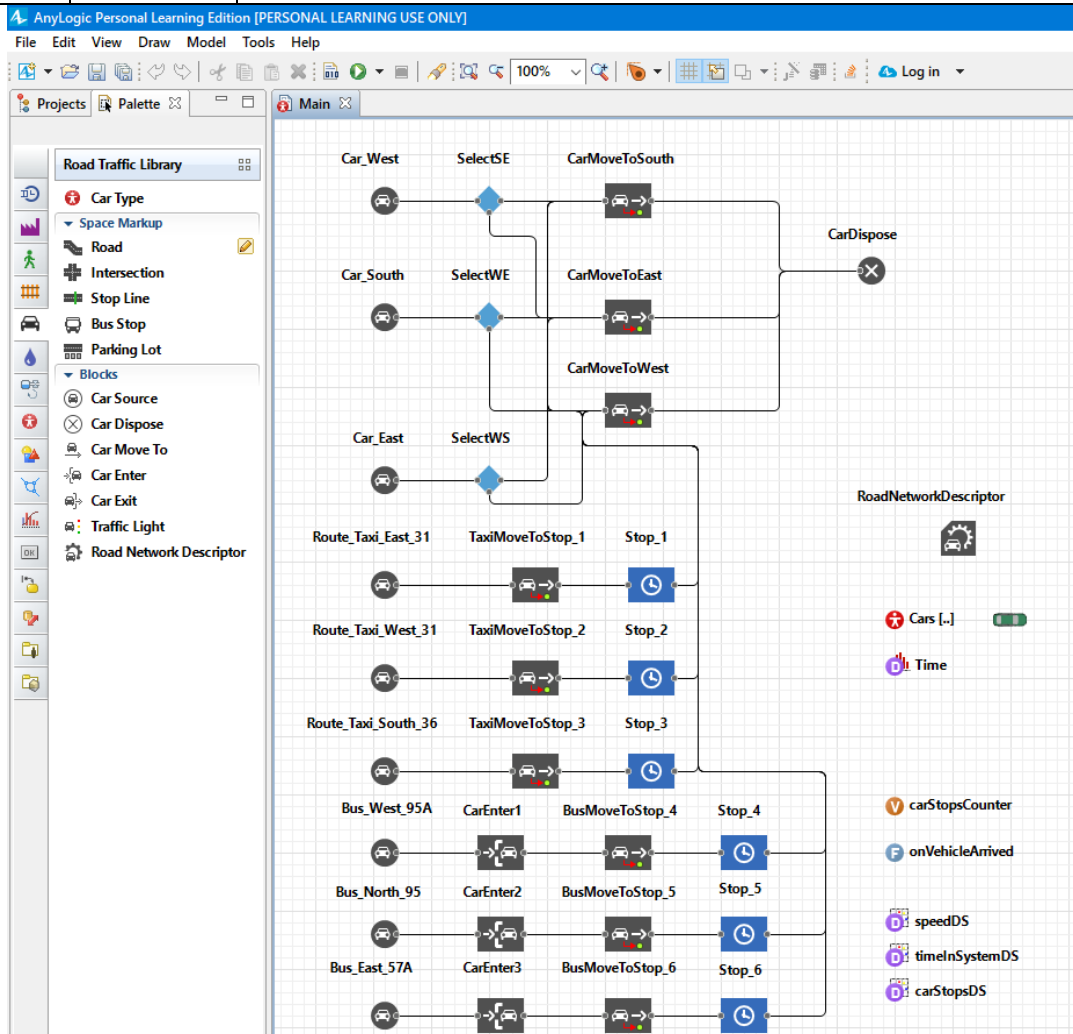 AnyLogic Personal Learning Edition [PERSONAL LEARNING USE ONLY]
File Edit View Draw Model Tools Help
100% Log in
Projects Palette Main
Road Traffic Library
Car Type
Space Markup
Road
Intersection
Stop Line
Bus Stop
Parking Lot
Blocks
Car Source
Car Dispose
Car Move To
Car Enter
Car Exit
Traffic Light
Road Network Descriptor
OK
Car_West SelectSE CarMoveToSouth
CarDispose
Car_South SelectWE CarMoveToEast
CarMoveToWest
Car_East SelectWS
RoadNetworkDescriptor
Route_Taxi_East_31 TaxiMoveToStop_1 Stop_1
Cars [..]
Route_Taxi_West_31 TaxiMoveToStop_2 Stop_2
D Time
Route_Taxi_South_36 TaxiMoveToStop_3 Stop_3
Bus_West_95A CarEnter1 BusMoveToStop_4 Stop_4
V carStopsCounter
F onVehicleArrived
Bus_North_95 CarEnter2 BusMoveToStop_5 Stop_5
D speedDS
D timeInSystemDS
Bus_East_57A CarEnter3 BusMoveToStop_6 Stop_6
D carStopsDS